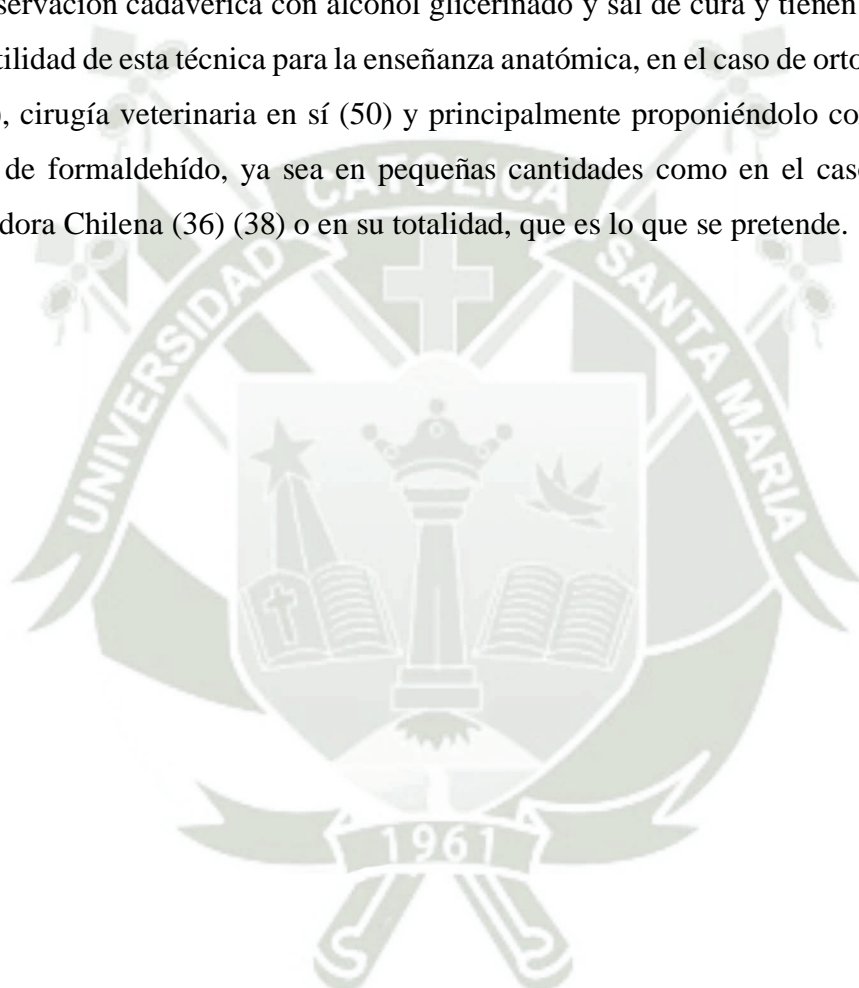 servación cadavérica con alcohol glicerinado y sal de cura y tienen
tilidad de esta técnica para la enseñanza anatómica, en el caso de orto
), cirugía veterinaria en sí (50) y principalmente proponiéndolo co
de formaldehído, ya sea en pequeñas cantidades como en el caso
dora Chilena (36) (38) o en su totalidad, que es lo que se pretende.
UNIVERSIDAD CATOLICA SANTA MARIA
1961